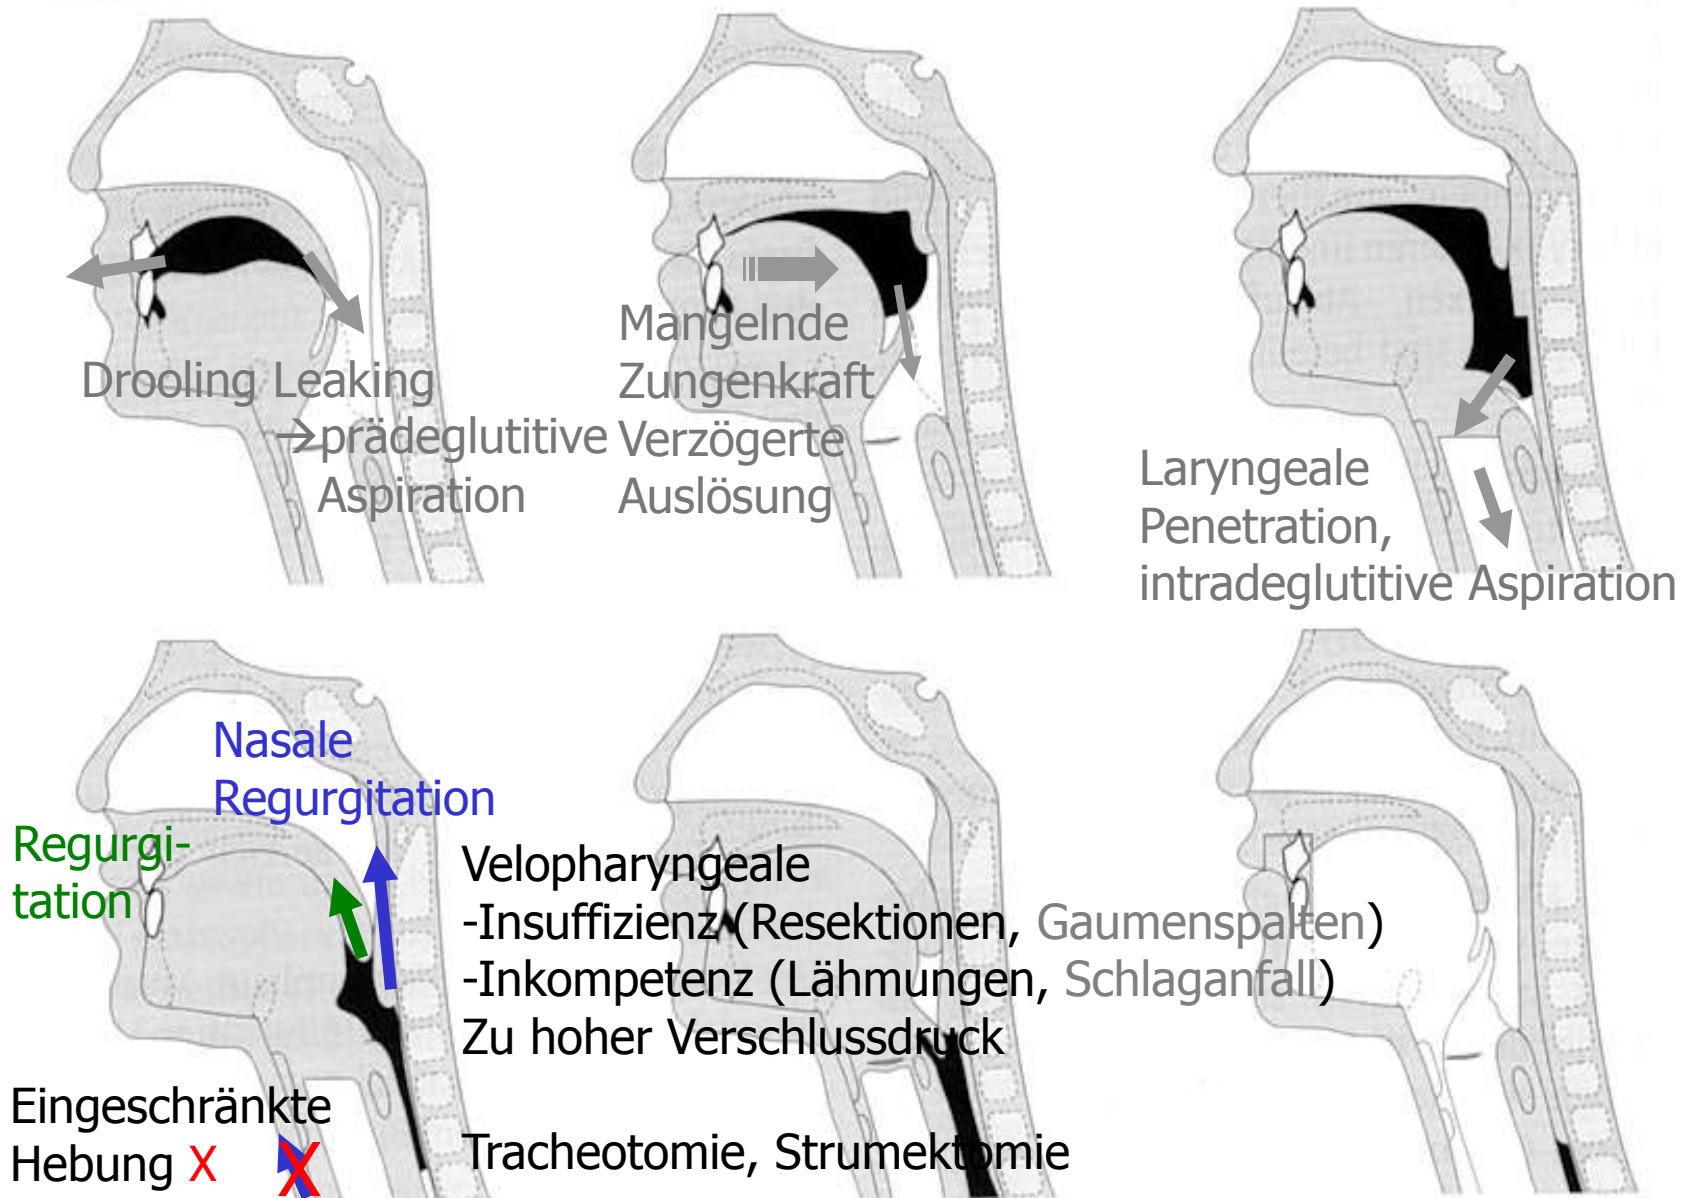 Drooling Leaking
→prädeglutitive
Aspiration
Mangelnde
Zungenkraft
Verzögerte
Auslösung
Laryngeale
Penetration,
intradeglutitive Aspiration
Nasale
Regurgitation
Regurgi-
tation
Velopharyngeale
-Insuffizienz (Resektionen, Gaumenspalten)
-Inkompetenz (Lähmungen, Schlaganfall)
Zu hoher Verschlussdruck
Eingeschränkte
Hebung X X
Tracheotomie, Strumektomie